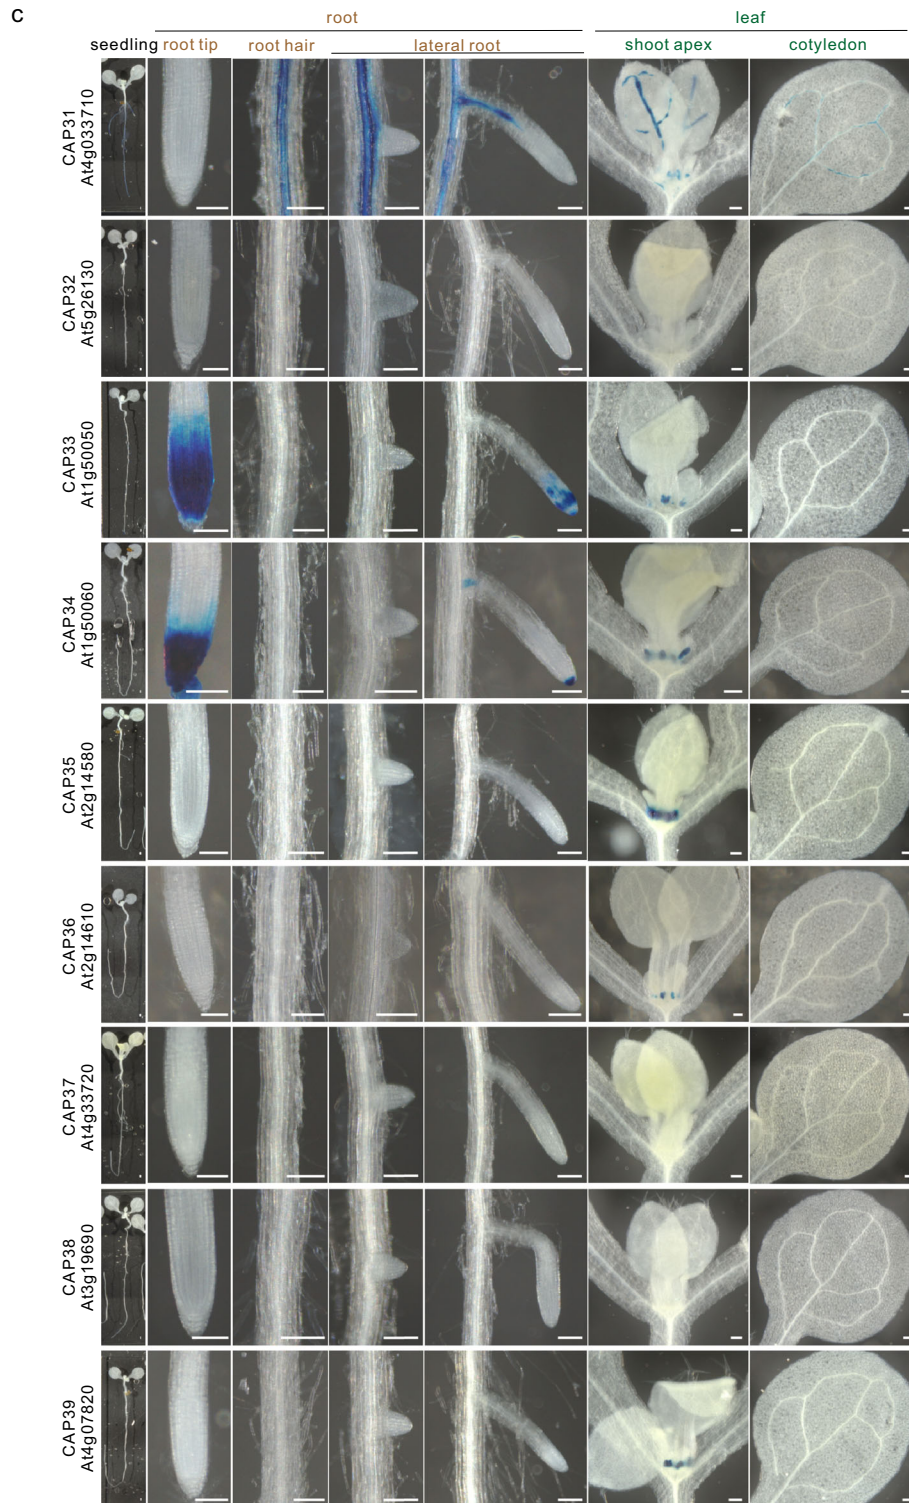 c
root
leaf
seedling
root tip
root hair
lateral root
shoot apex
cotyledon
CAP31
At4g033710
CAP32
At5g26130
CAP33
At1g50050
CAP34
At1g50060
CAP35
At2g14580
CAP36
At2g14610
CAP37
At4g33720
CAP38
At3g19690
CAP39
At4g07820